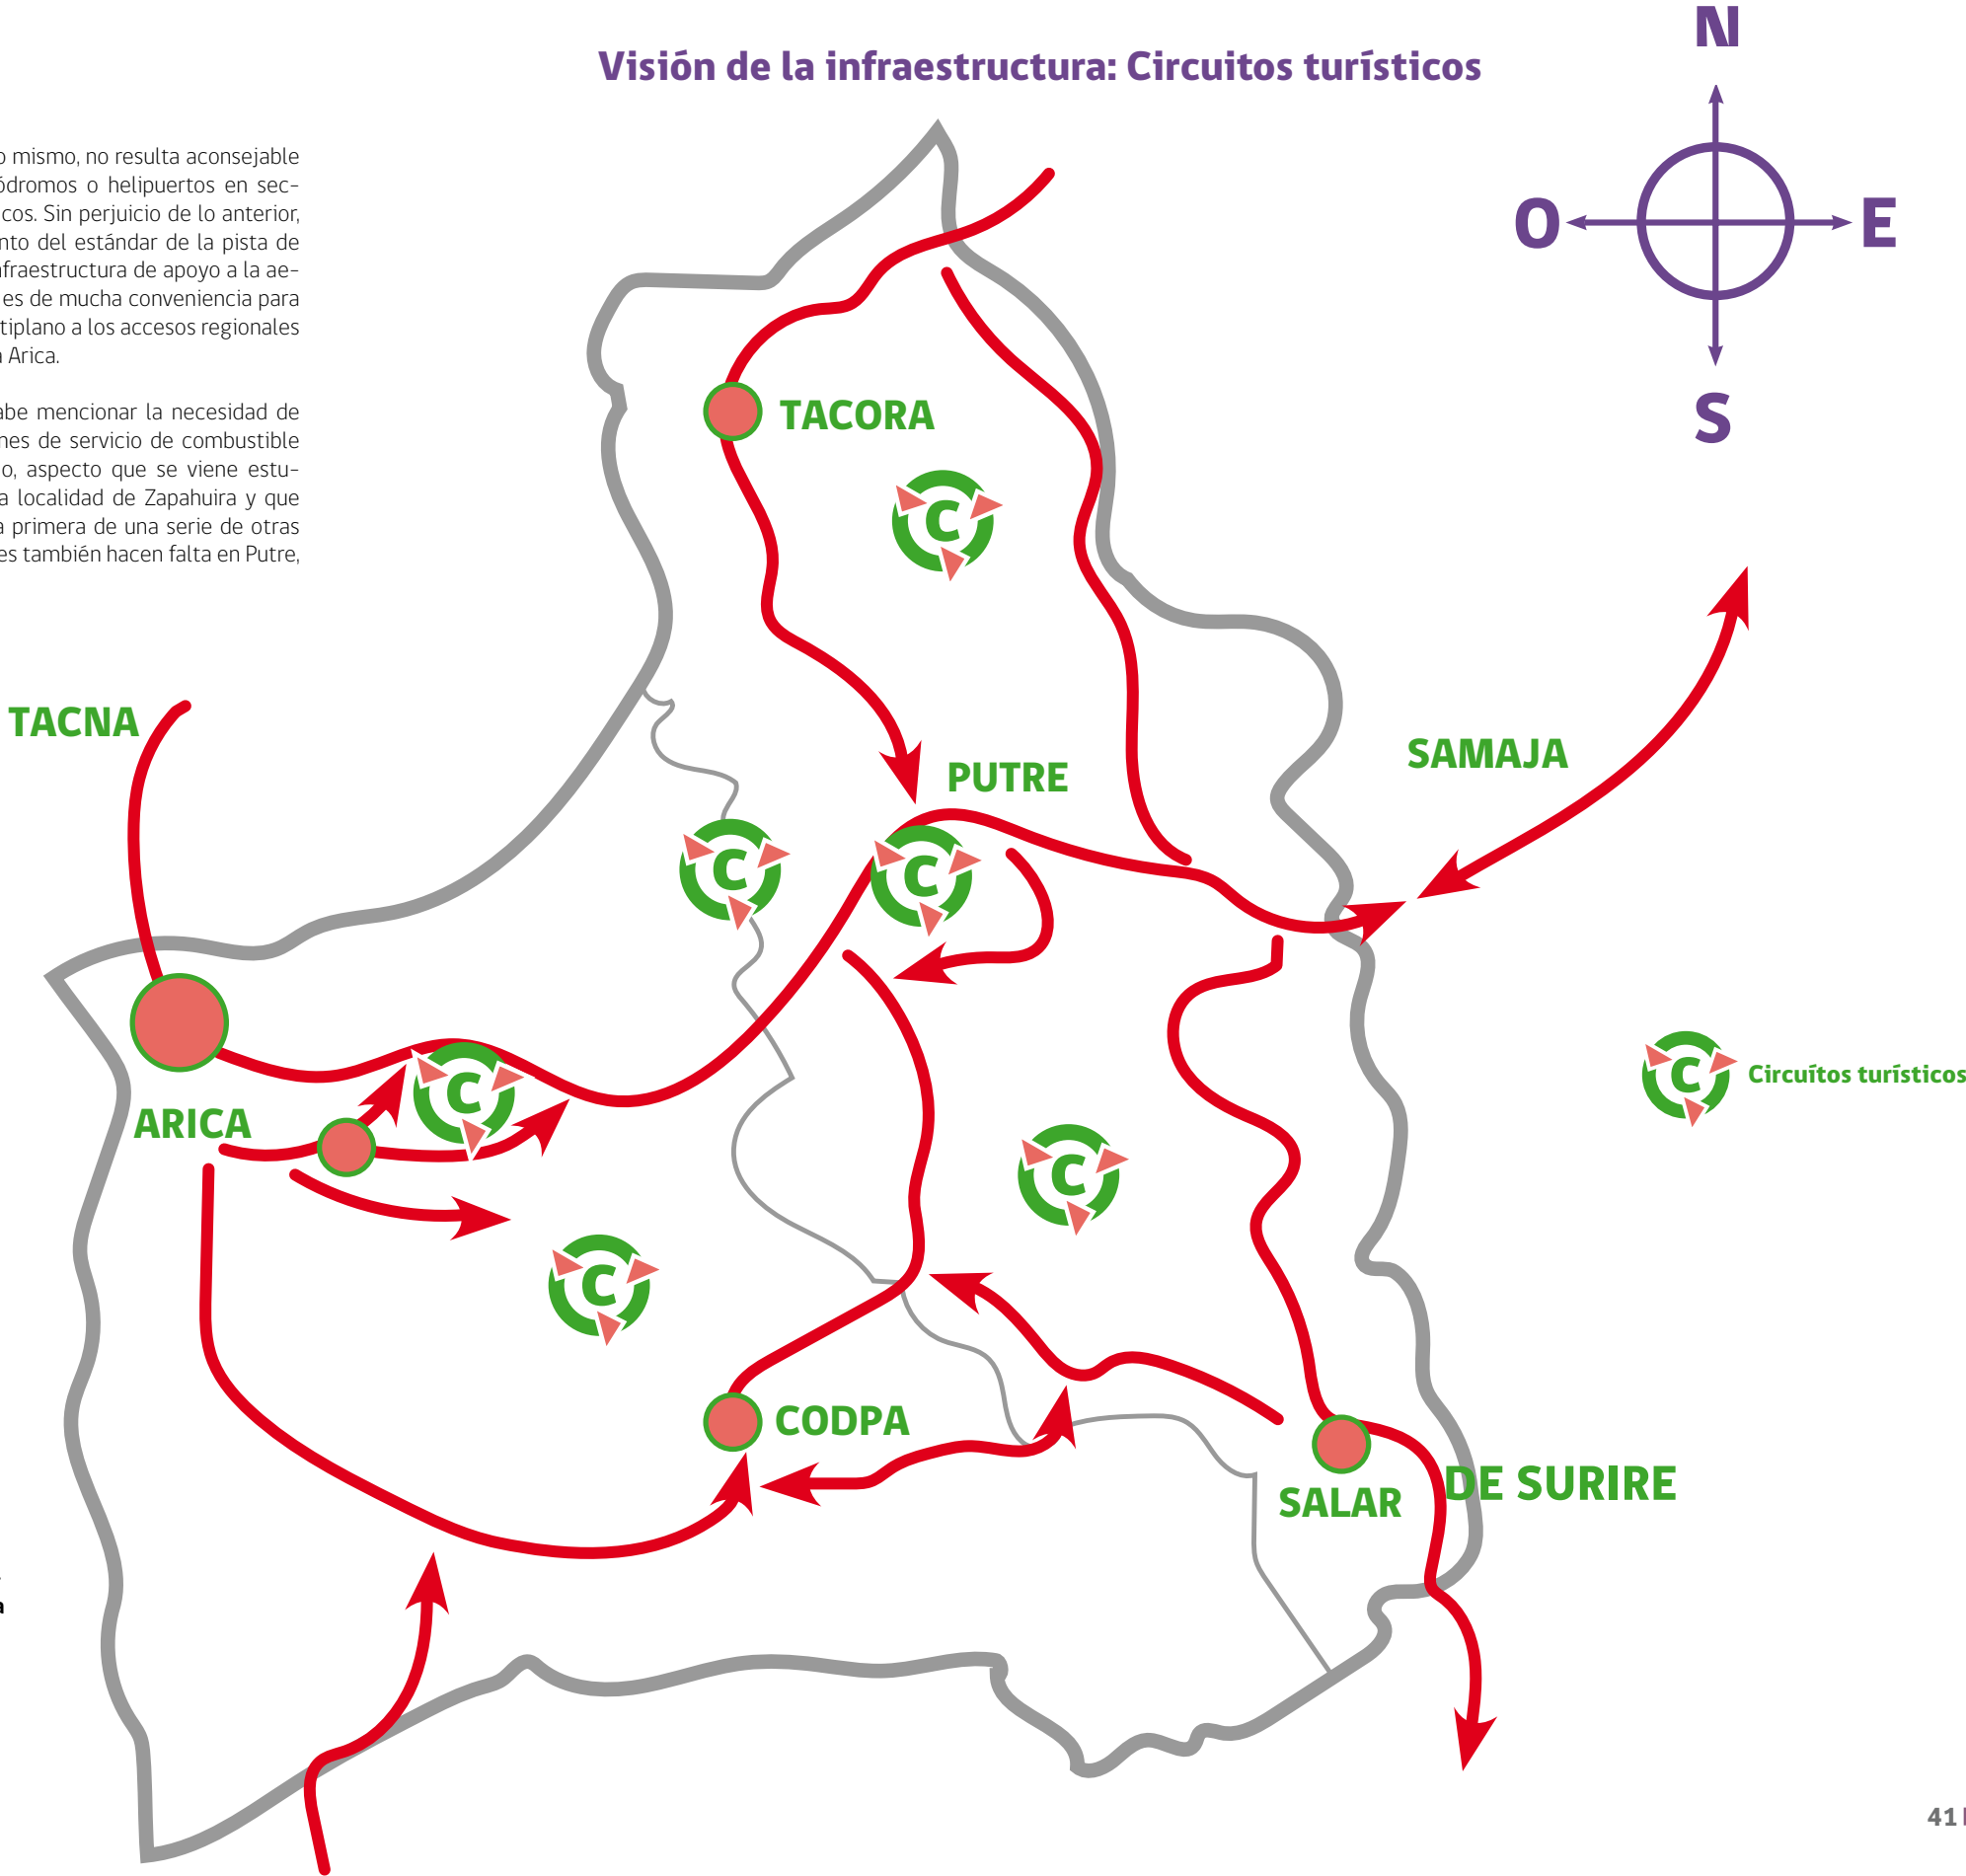 Visión de la infraestructura: Circuitos turísticos
N
O
E
S
o mismo, no resulta aconsejable
ódromos o helipuertos en sec-
cos. Sin perjuicio de lo anterior,
nto del estándar de la pista de
nfraestructura de apoyo a la ae-
es de mucha conveniencia para
tiplano a los accesos regionales
a Arica.
abe mencionar la necesidad de
nes de servicio de combustible
o, aspecto que se viene estu-
a localidad de Zapahuira y que
a primera de una serie de otras
es también hacen falta en Putre,
TACORA
C
TACNA
SAMAJA
PUTRE
C
C
C
Circuítos turísticos
C
ARICA
C
C
CODPA
SALAR
DE SURIRE
a
41